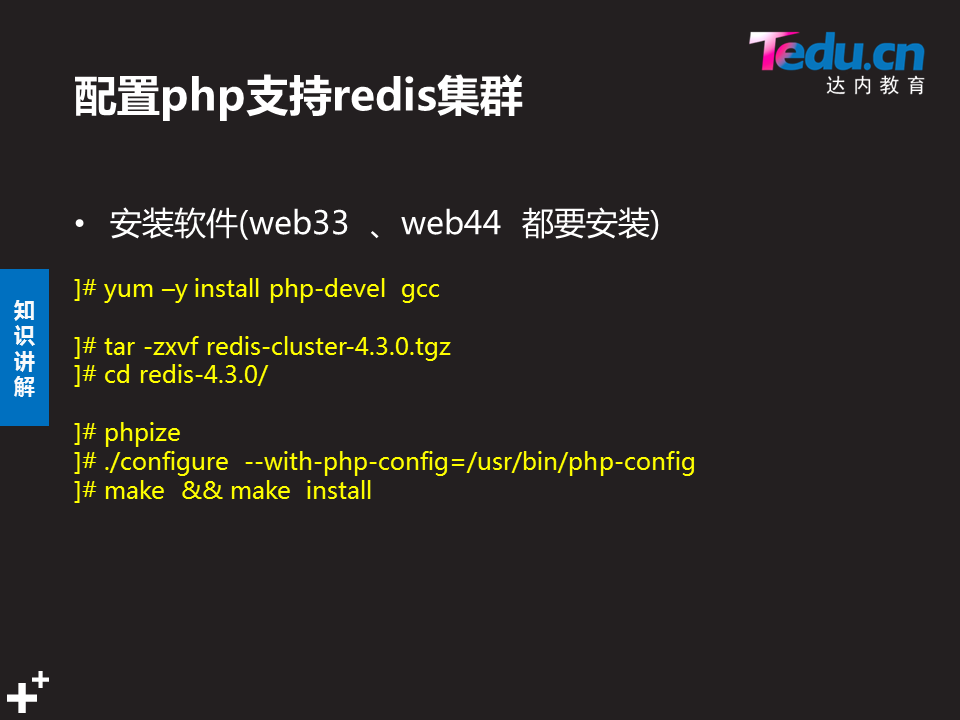 Tedu.cn
达内教育
配置php支持redis集群
• 安装软件(web33 、web44 都要安装)
]# yum –y install php-devel gcc
]# tar -zxvf redis-cluster-4.3.0.tgz
]# cd redis-4.3.0/
]# phpize
]# ./configure --with-php-config=/usr/bin/php-config
]# make && make install
知识讲解